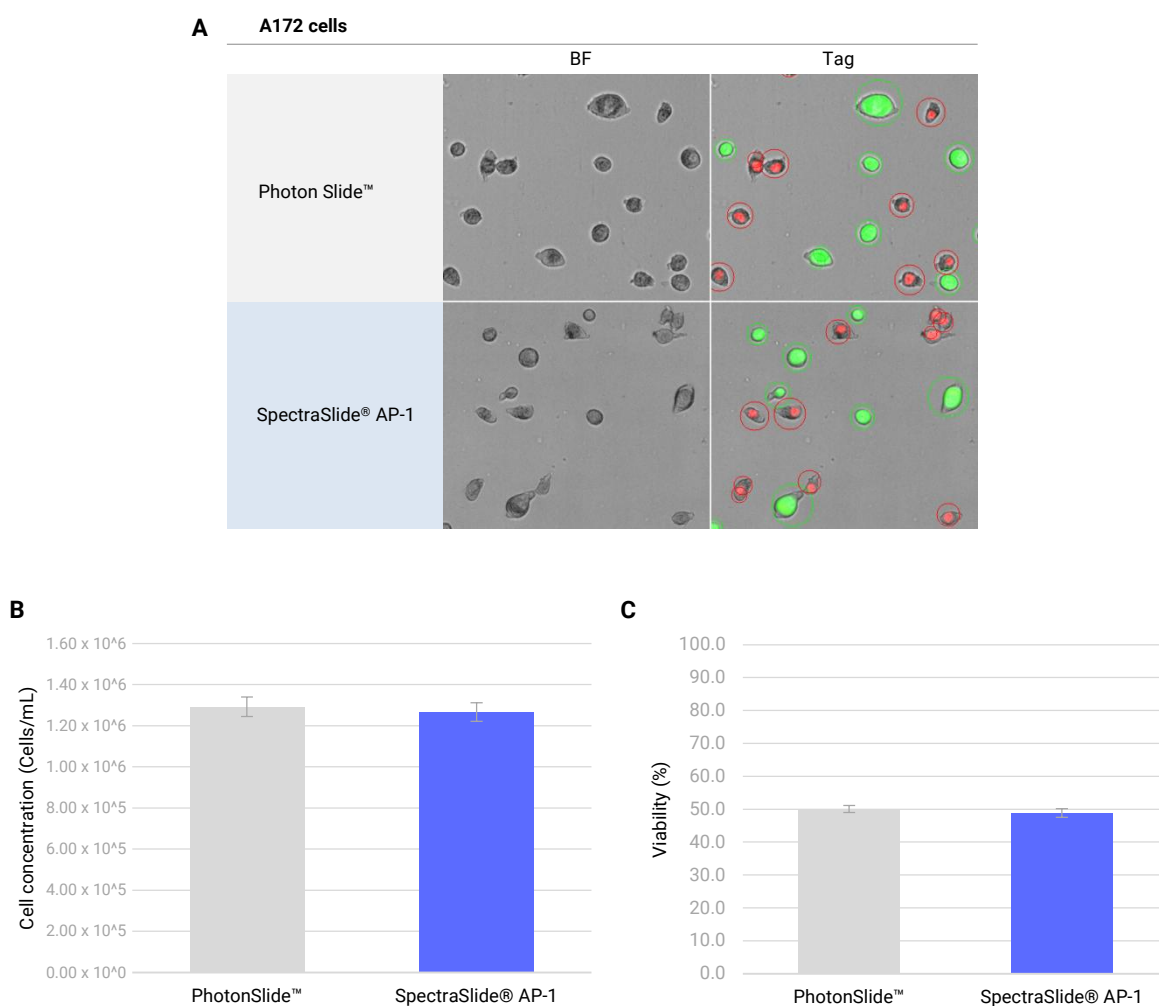 A
A172 cells
BF Tag
Photon Slide™
SpectraSlide® AP-1
B
Cell concentration (Cells/mL)
1.60 x 10^6
1.40 x 10^6
1.20 x 10^6
1.00 x 10^6
8.00 x 10^5
6.00 x 10^5
4.00 x 10^5
2.00 x 10^5
0.00 x 10^0
PhotonSlide™ SpectraSlide® AP-1
C
Viability (%)
100.0
90.0
80.0
70.0
60.0
50.0
40.0
30.0
20.0
10.0
0.0
PhotonSlide™ SpectraSlide® AP-1